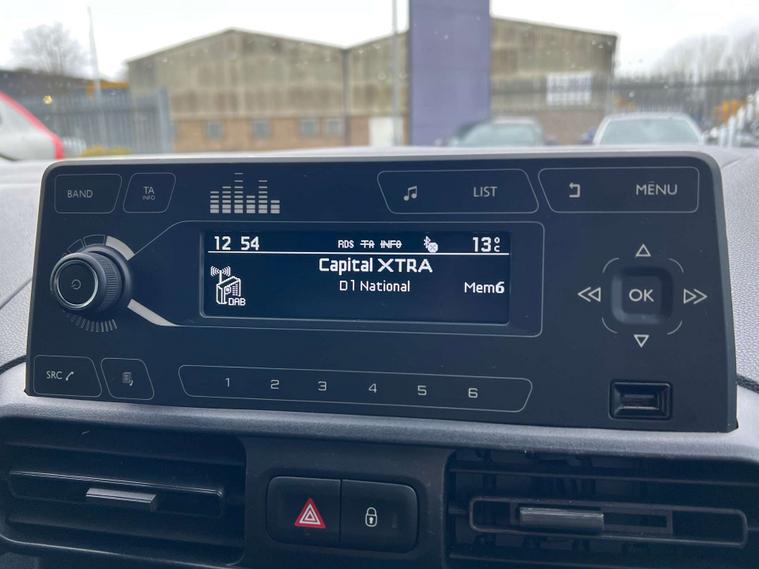 BAND
TA
INFO
LIST
MENU
12 54
RDS TA INFO
13°C
Capital XTRA
D1 National
Mem6
DAB
OK
SRC
1 2 3 4 5 6